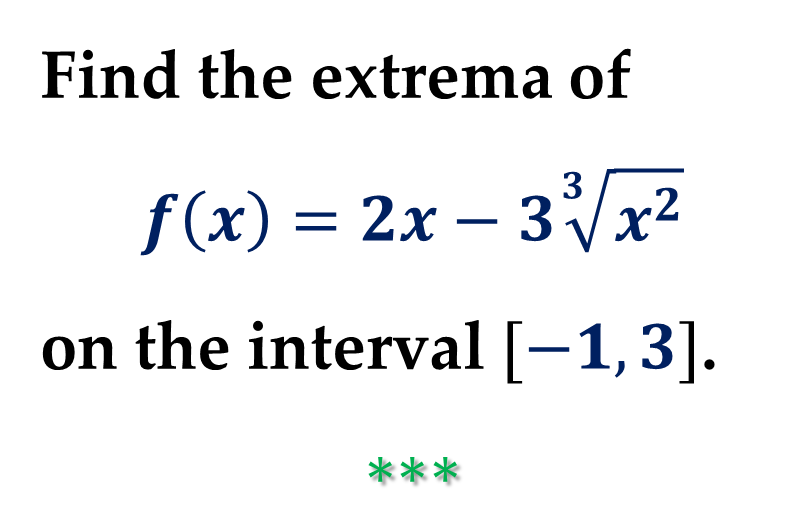 Find the extrema of
f(x) = 2x − 3∛x²
on the interval [−1, 3].
***